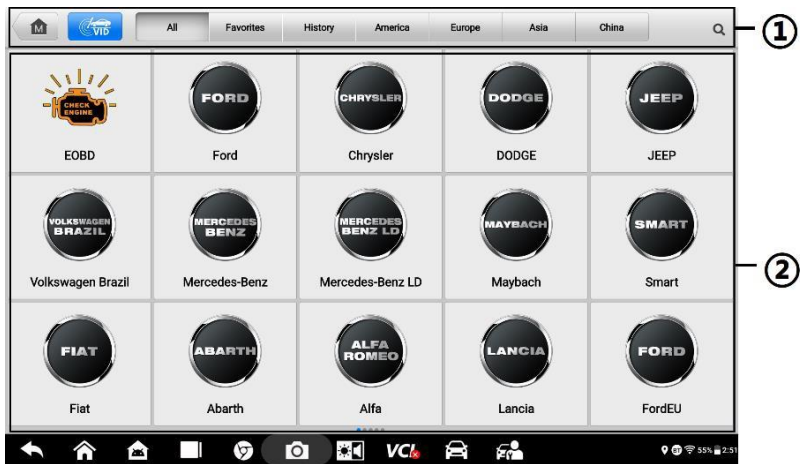 M VID All Favorites History America Europe Asia China ①
CHECK ENGINE FORD CHRYSLER DODGE JEEP
EOBD Ford Chrysler DODGE JEEP
VOLKSWAGEN BRAZIL MERCEDES BENZ MERCEDES BENZ LD MAYBACH SMART
②
Volkswagen Brazil Mercedes-Benz Mercedes-Benz LD Maybach Smart
FIAT ABARTH ALFA ROMEO LANCIA FORD
Fiat Abarth Alfa Lancia FordEU
VCI 55% 2:51